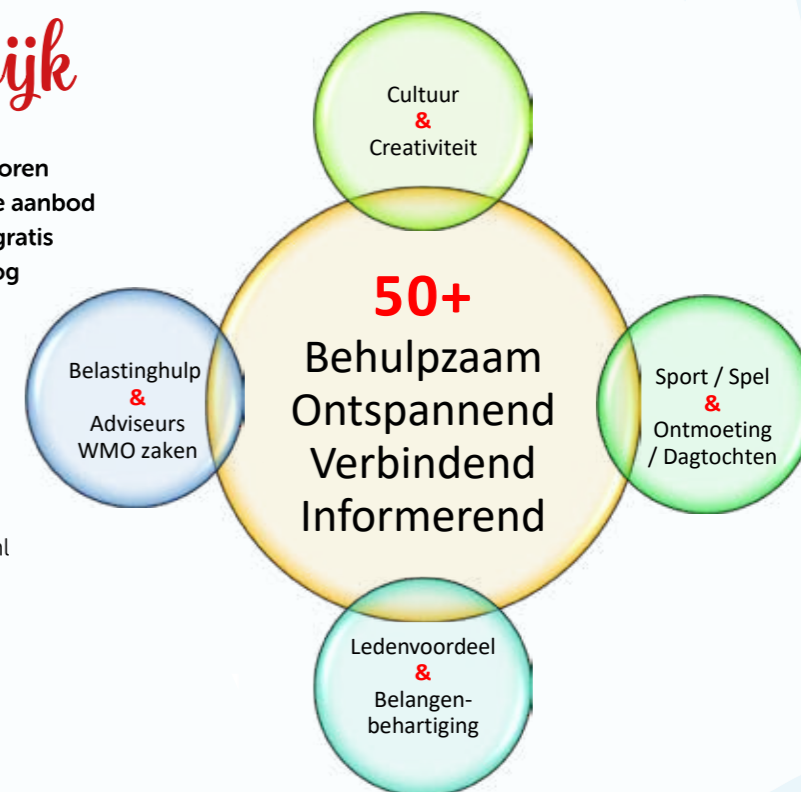 ijk
oren
e aanbod
gratis
og
al
Cultuur
&
Creativiteit
50+
Behulpzaam
Ontspannend
Verbindend
Informerend
Belastinghulp
&
Adviseurs
WMO zaken
Sport / Spel
&
Ontmoeting
/ Dagtochten
Ledenvoordeel
&
Belangen-
behartiging